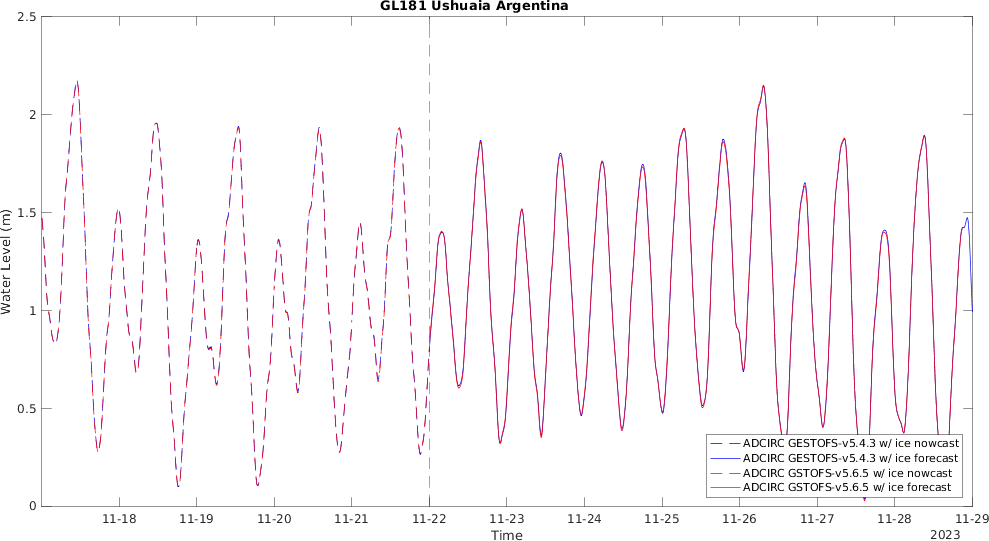 GL181 Ushuaia Argentina
2.5
2
1.5
1
0.5
0
Water Level (m)
ADCIRC GESTOFS-v5.4.3 w/ ice nowcast
ADCIRC GESTOFS-v5.4.3 w/ ice forecast
ADCIRC GSTOFS-v5.6.5 w/ ice nowcast
ADCIRC GSTOFS-v5.6.5 w/ ice forecast
11-18 11-19 11-20 11-21 11-22 11-23 11-24 11-25 11-26 11-27 11-28 11-29
Time
2023